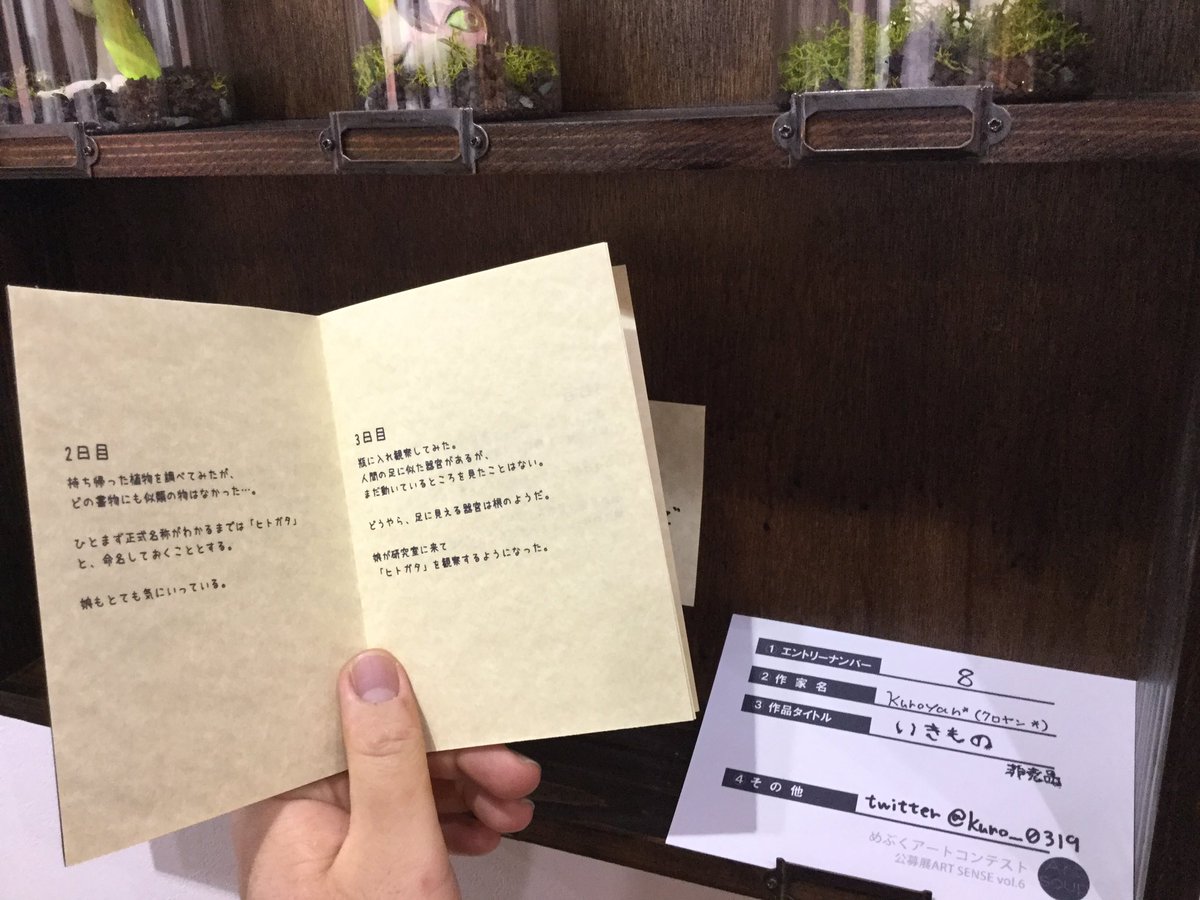 2日目
持ち帰った植物を調べてみたが、
どの書物にも似類の物はなかった…。
ひとまず正式名称がわかるまでは「ヒトガタ」
と、命名しておくこととする。
娘もとても気にいっている。
3日目
瓶に入れ観察してみた。
人間の足に似た器官があるが、
まだ動いているところを見たことはない。
どうやら、足に見える器官は根のようだ。
娘が研究室に来て
「ヒトガタ」を観察するようになった。
1 エントリーナンバー 8
2 作家名 Kuroyan*(クロヤン*)
3 作品タイトル いきもの
非売品
4 その他 twitter @kuro_0319
めぶくアートコンテスト
公募展ART SENSE vol.6